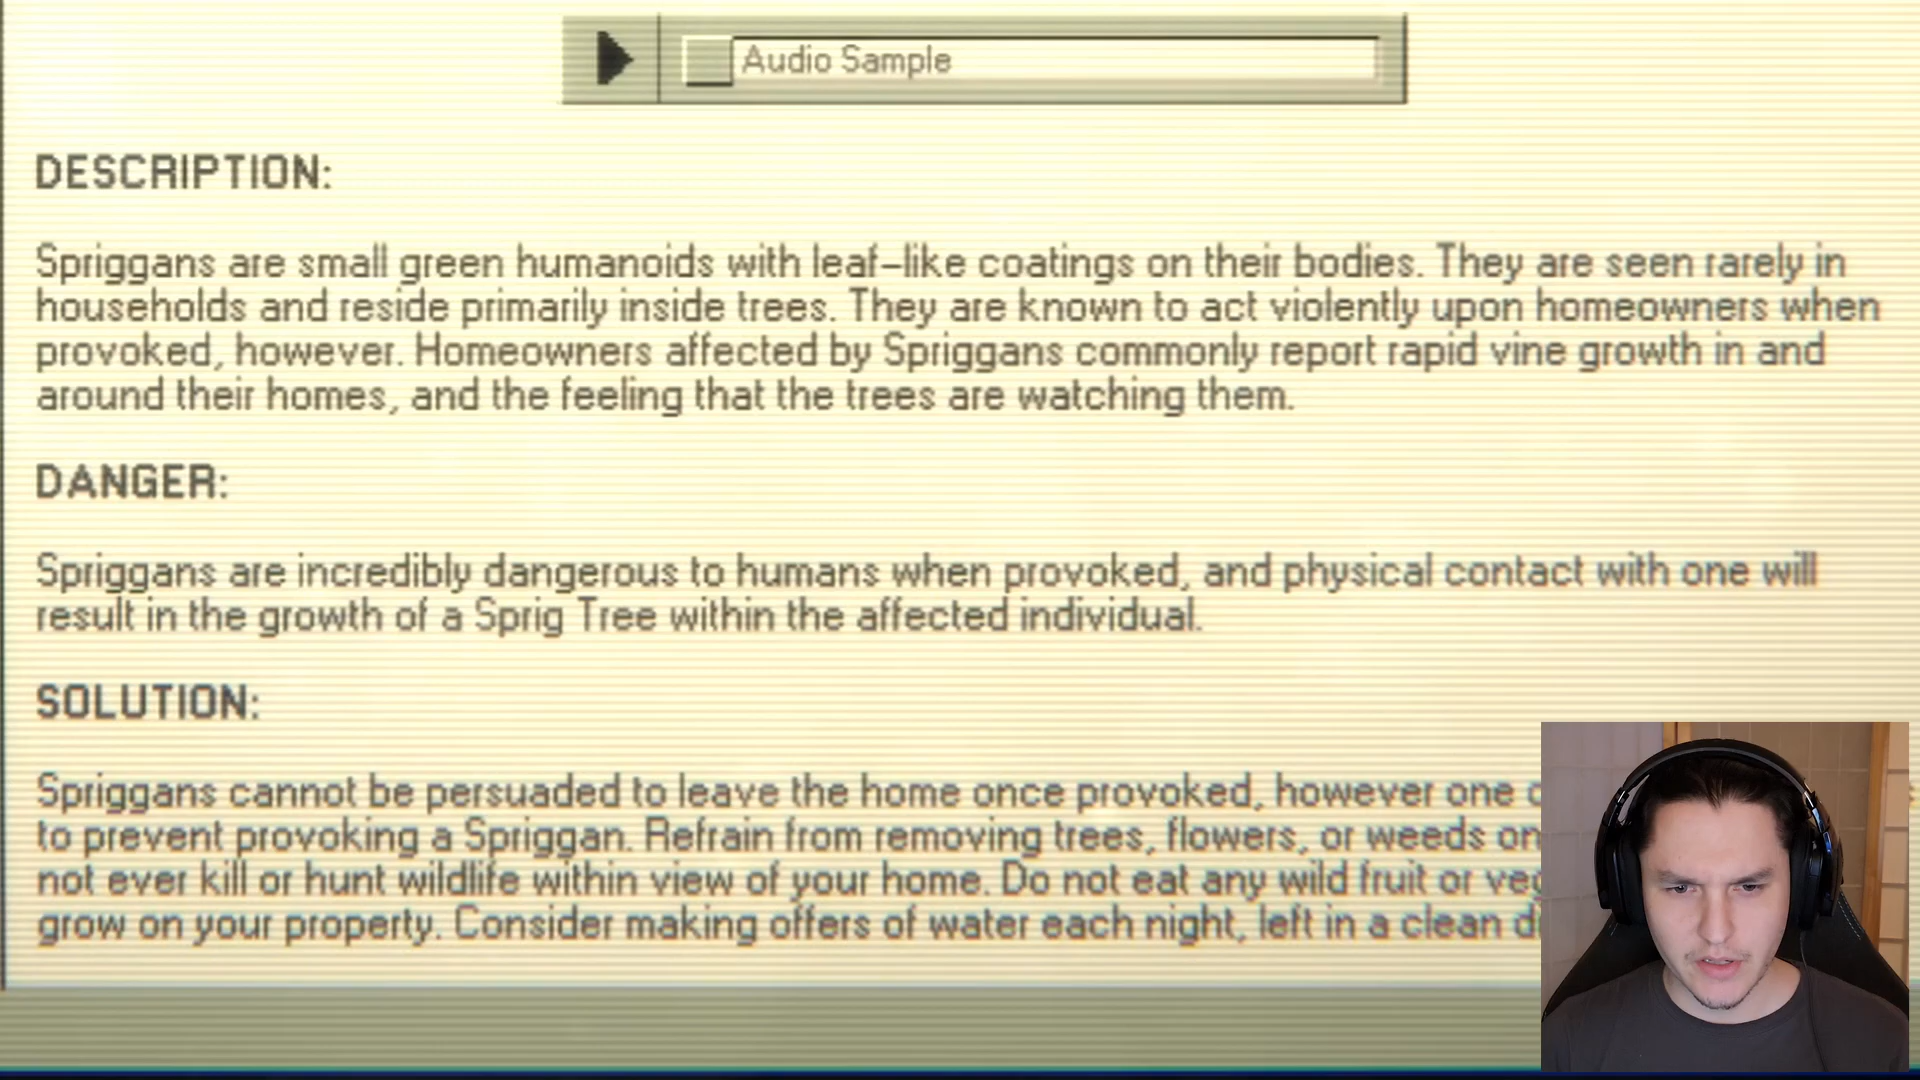 Audio Sample
DESCRIPTION:
Spriggans are small green humanoids with leaf-like coatings on their bodies. They are seen rarely in
households and reside primarily inside trees. They are known to act violently upon homeowners when
provoked, however. Homeowners affected by Spriggans commonly report rapid vine growth in and
around their homes, and the feeling that the trees are watching them.
DANGER:
Spriggans are incredibly dangerous to humans when provoked, and physical contact with one will
result in the growth of a Sprig Tree within the affected individual.
SOLUTION:
Spriggans cannot be persuaded to leave the home once provoked, however one
to prevent provoking a Spriggan. Refrain from removing trees, flowers, or weeds on
not ever kill or hunt wildlife within view of your home. Do not eat any wild fruit or
grow on your property. Consider making offers of water each night, left in a clean